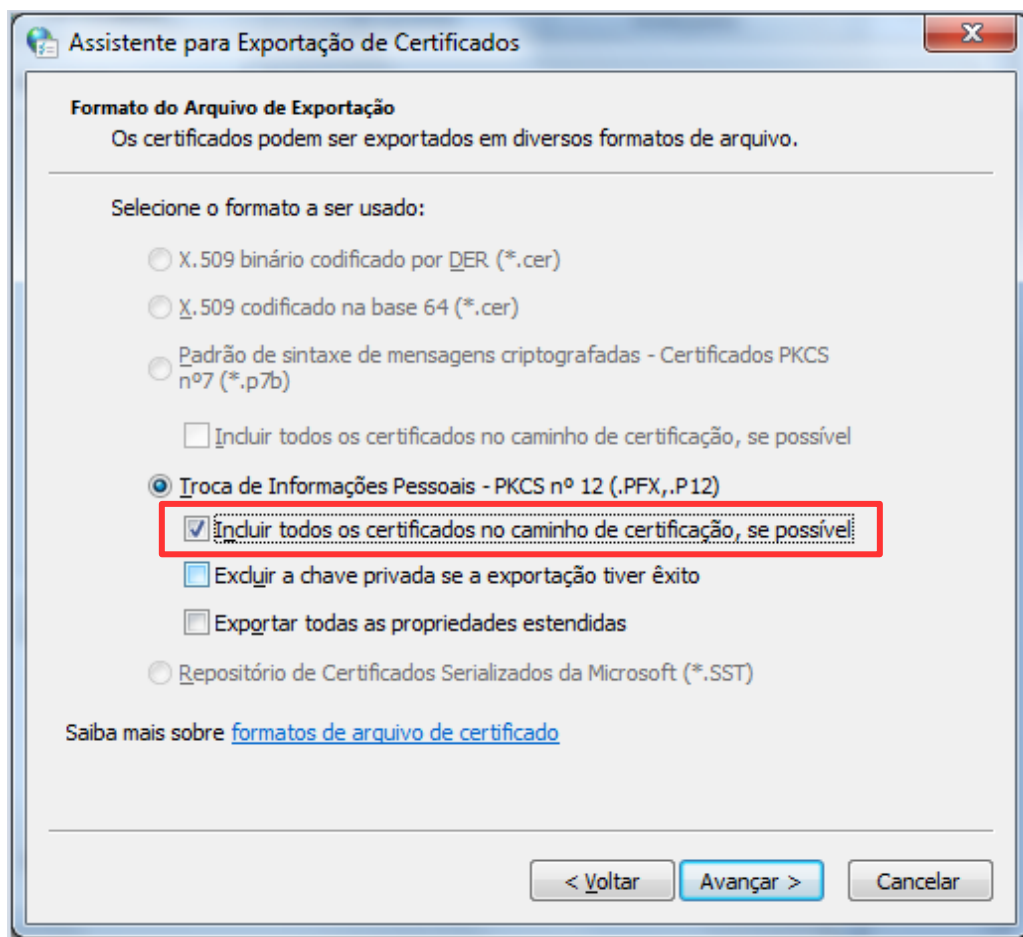 Assistente para Exportação de Certificados
Formato do Arquivo de Exportação
Os certificados podem ser exportados em diversos formatos de arquivo.
Selecione o formato a ser usado:
X.509 binário codificado por DER (*.cer)
X.509 codificado na base 64 (*.cer)
Padrão de sintaxe de mensagens criptografadas - Certificados PKCS
nº7 (*.p7b)
Incluir todos os certificados no caminho de certificação, se possível
Troca de Informações Pessoais - PKCS nº 12 (.PFX,.P12)
Incluir todos os certificados no caminho de certificação, se possível
Excluir a chave privada se a exportação tiver êxito
Exportar todas as propriedades estendidas
Repositório de Certificados Serializados da Microsoft (*.SST)
Saiba mais sobre formatos de arquivo de certificado
< Voltar
Avançar >
Cancelar